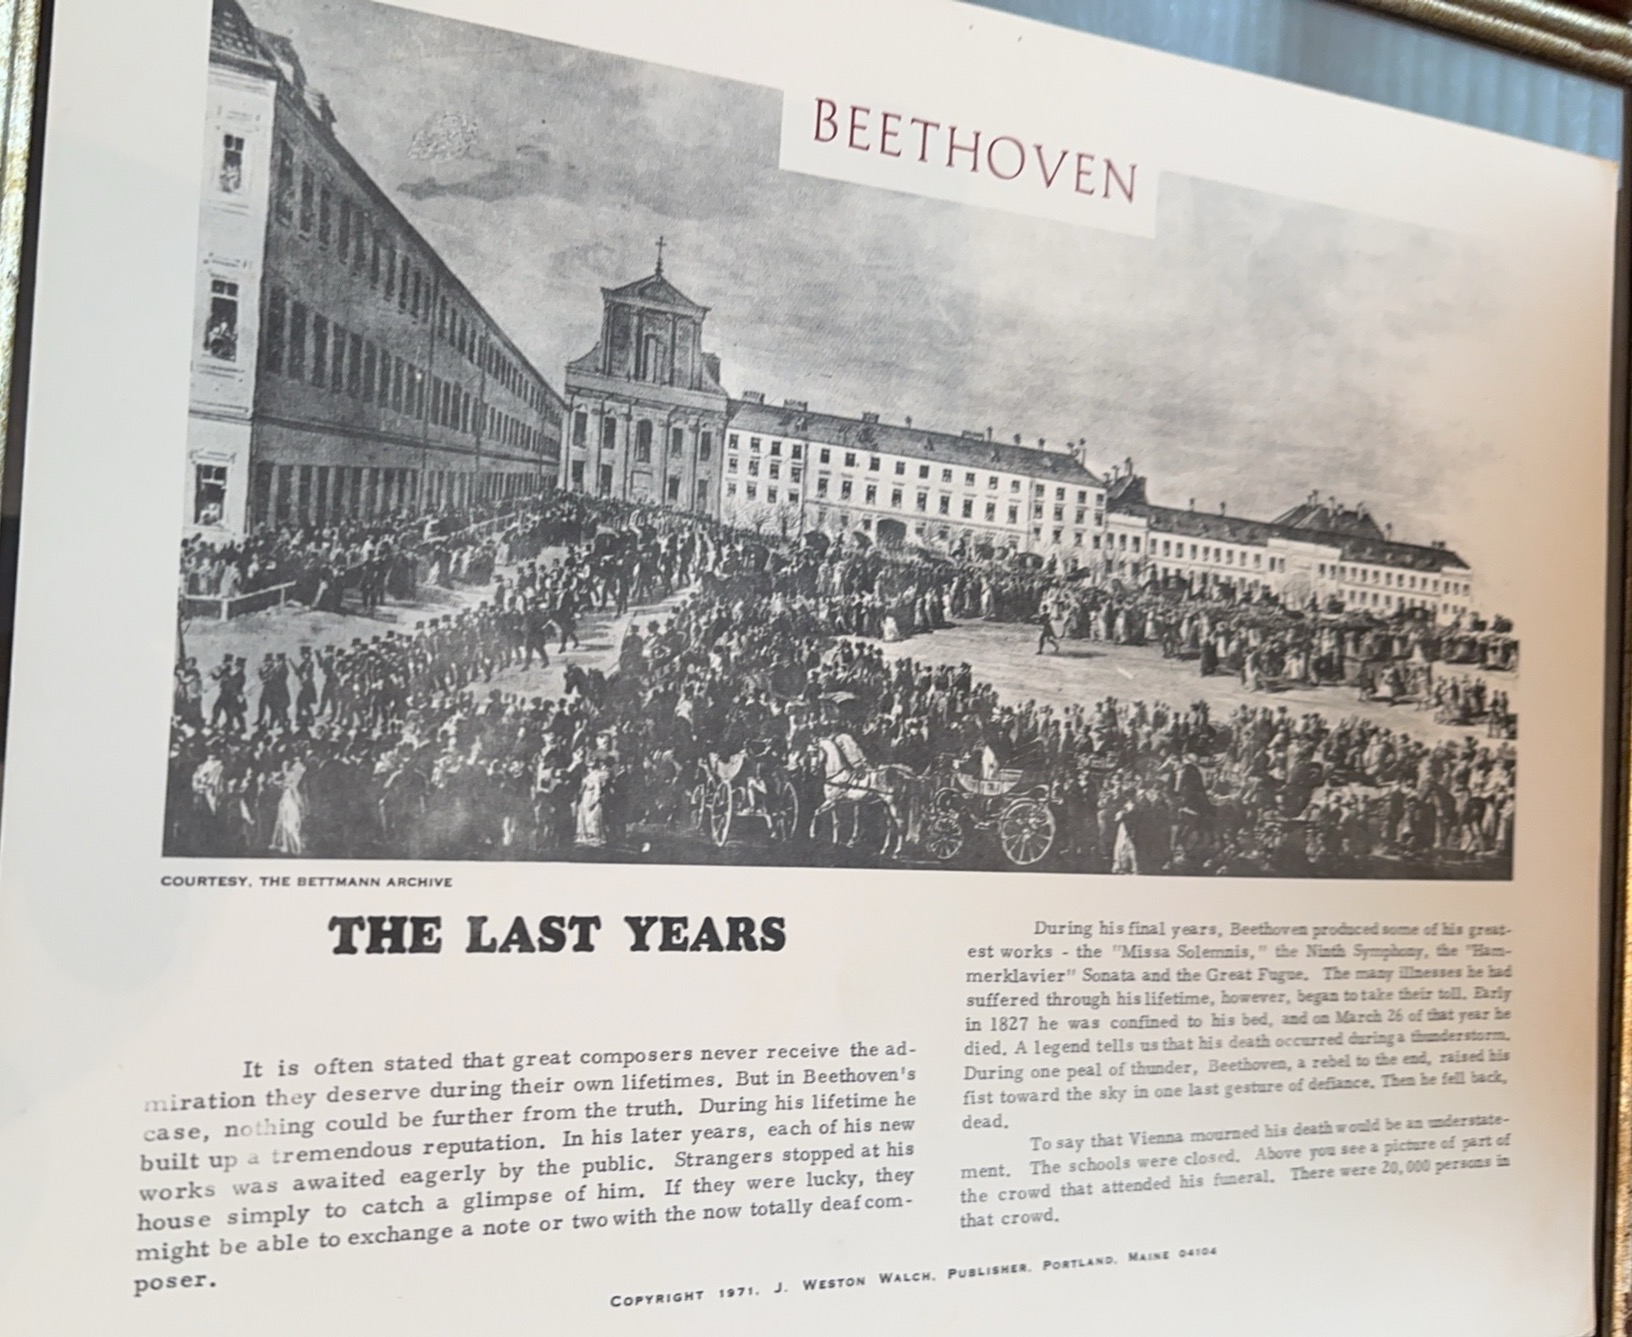 BEETHOVEN
COURTESY, THE BETTMANN ARCHIVE
THE LAST YEARS
It is often stated that great composers never receive the ad-
miration they deserve during their own lifetimes. But in Beethoven's
case, nothing could be further from the truth. During his lifetime he
built up a tremendous reputation. In his later years, each of his new
works was awaited eagerly by the public. Strangers stopped at his
house simply to catch a glimpse of him. If they were lucky, they
might be able to exchange a note or two with the now totally deaf com-
poser.
During his final years, Beethoven produced some of his great-
est works - the "Missa Solemnis," the Ninth Symphony, the "Ham-
merklavier" Sonata and the Great Fugue. The many illnesses he had
suffered through his lifetime, however, began to take their toll. Early
in 1827 he was confined to his bed, and on March 26 of that year he
died. A legend tells us that his death occurred during a thunderstorm.
During one peal of thunder, Beethoven, a rebel to the end, raised his
fist toward the sky in one last gesture of defiance. Then he fell back,
dead.
To say that Vienna mourned his death would be an understate-
ment. The schools were closed. Above you see a picture of part of
the crowd that attended his funeral. There were 20,000 persons in
that crowd.
COPYRIGHT 1971, J. WESTON WALCH, PUBLISHER, PORTLAND, MAINE 04104